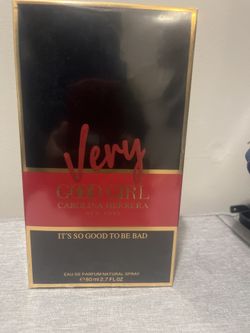 Very
GOOD GIRL
CAROLINA HERRERA
NEW YORK
IT'S SO GOOD TO BE BAD
EAU DE PARFUM NATURAL SPRAY
℮ 80 ml 2.7 FL.OZ